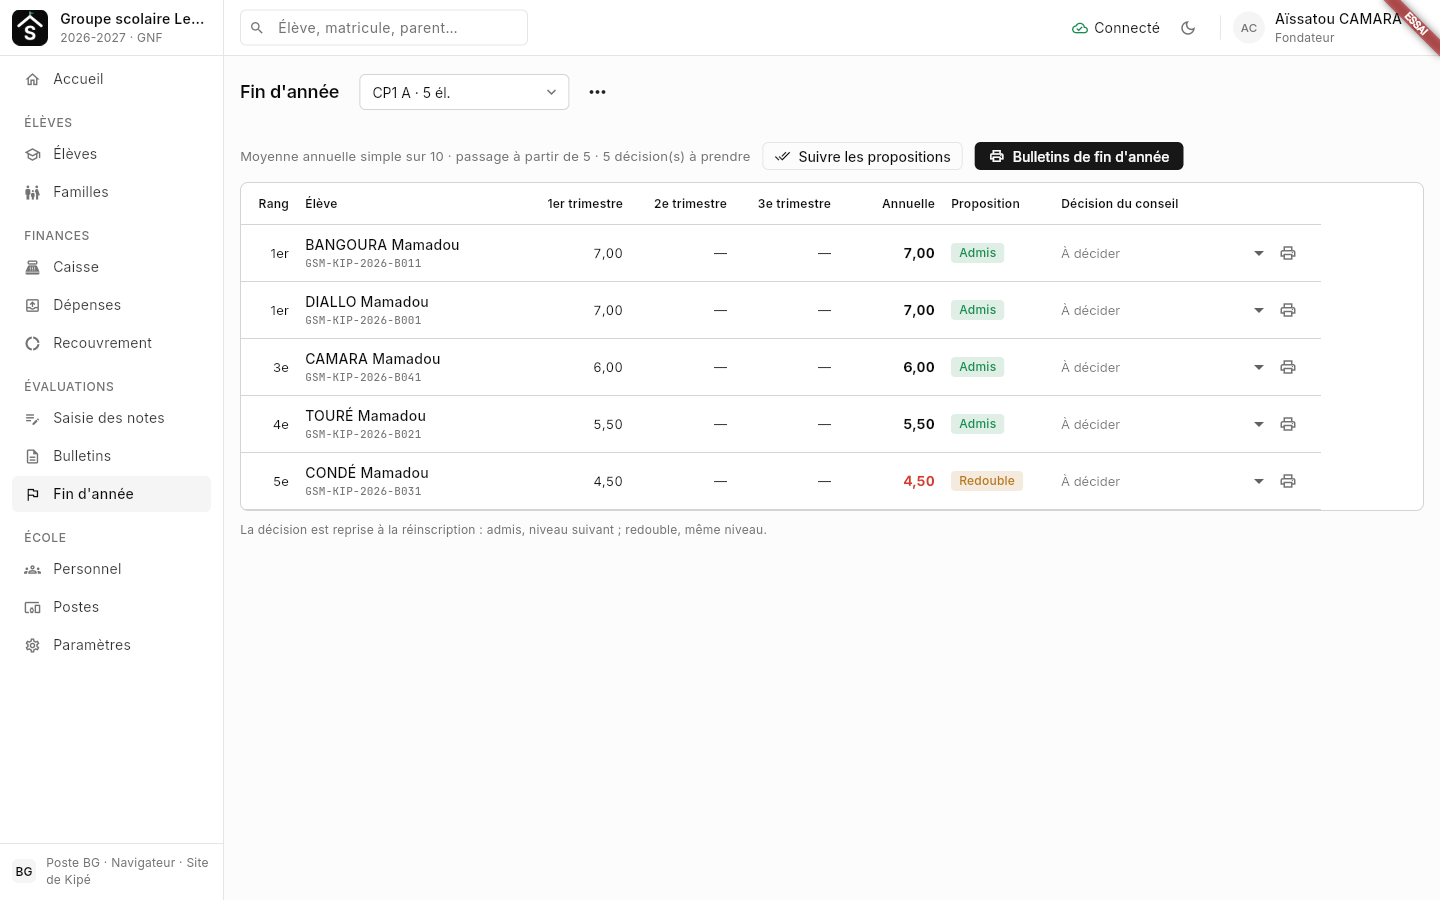 Groupe scolaire Le...
2026-2027 · GNF
Élève, matricule, parent...
Connecté
AC
Aïssatou CAMARA
Fondateur
ESSAI
Accueil
ÉLÈVES
Élèves
Familles
FINANCES
Caisse
Dépenses
Recouvrement
ÉVALUATIONS
Saisie des notes
Bulletins
Fin d'année
ÉCOLE
Personnel
Postes
Paramètres
BG
Poste BG · Navigateur · Site
de Kipé
Fin d'année
CP1 A · 5 él.
Moyenne annuelle simple sur 10 · passage à partir de 5 · 5 décision(s) à prendre
Suivre les propositions
Bulletins de fin d'année
Rang Élève 1er trimestre 2e trimestre 3e trimestre Annuelle Proposition Décision du conseil
1er BANGOURA Mamadou 7,00 — — 7,00 Admis À décider
GSM-KIP-2026-B011
1er DIALLO Mamadou 7,00 — — 7,00 Admis À décider
GSM-KIP-2026-B001
3e CAMARA Mamadou 6,00 — — 6,00 Admis À décider
GSM-KIP-2026-B041
4e TOURÉ Mamadou 5,50 — — 5,50 Admis À décider
GSM-KIP-2026-B021
5e CONDÉ Mamadou 4,50 — — 4,50 Redouble À décider
GSM-KIP-2026-B031
La décision est reprise à la réinscription : admis, niveau suivant ; redouble, même niveau.